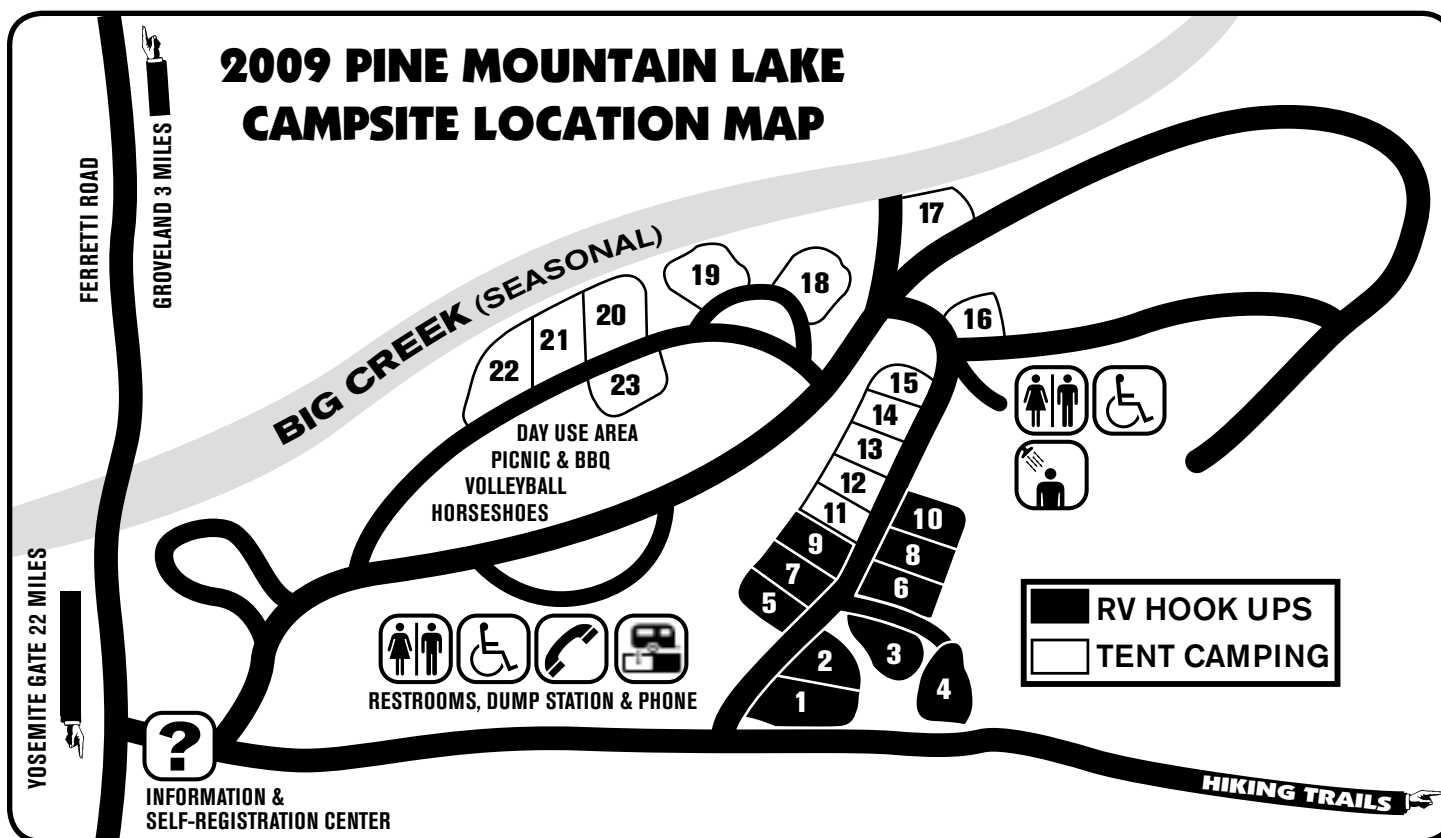 2009 PINE MOUNTAIN LAKE
CAMPSITE LOCATION MAP
FERRETTI ROAD
GROVELAND 3 MILES
BIG CREEK (SEASONAL)
17
19
18
20
16
21
22
23
15
14
DAY USE AREA
PICNIC & BBQ
VOLLEYBALL
HORSESHOES
13
12
11
10
9
8
7
6
5
YOSEMITE GATE 22 MILES
RV HOOK UPS
TENT CAMPING
3
2
4
1
RESTROOMS, DUMP STATION & PHONE
?
INFORMATION &
SELF-REGISTRATION CENTER
HIKING TRAILS